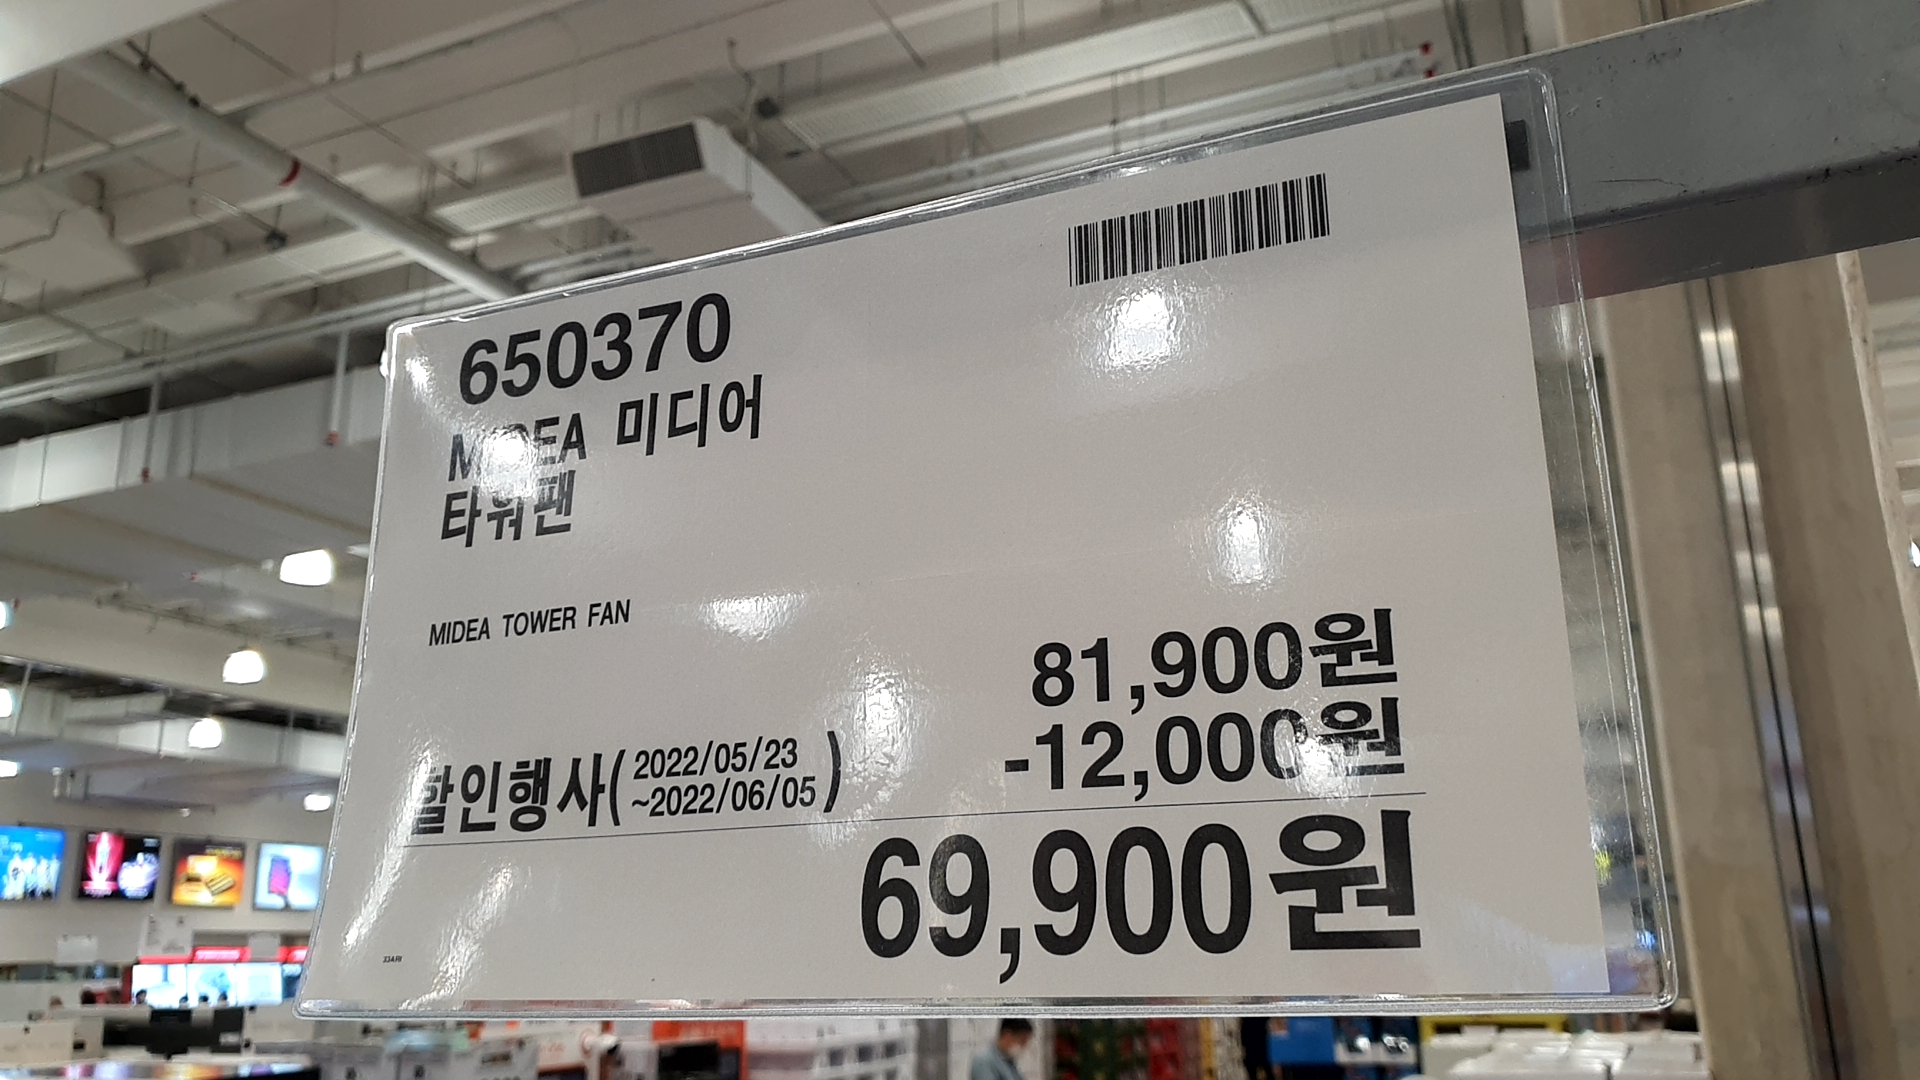 650370
MIDEA 미디어
타워팬
MIDEA TOWER FAN
81,900원
-12,000원
할인행사( 2022/05/23
~2022/06/05 )
69,900원